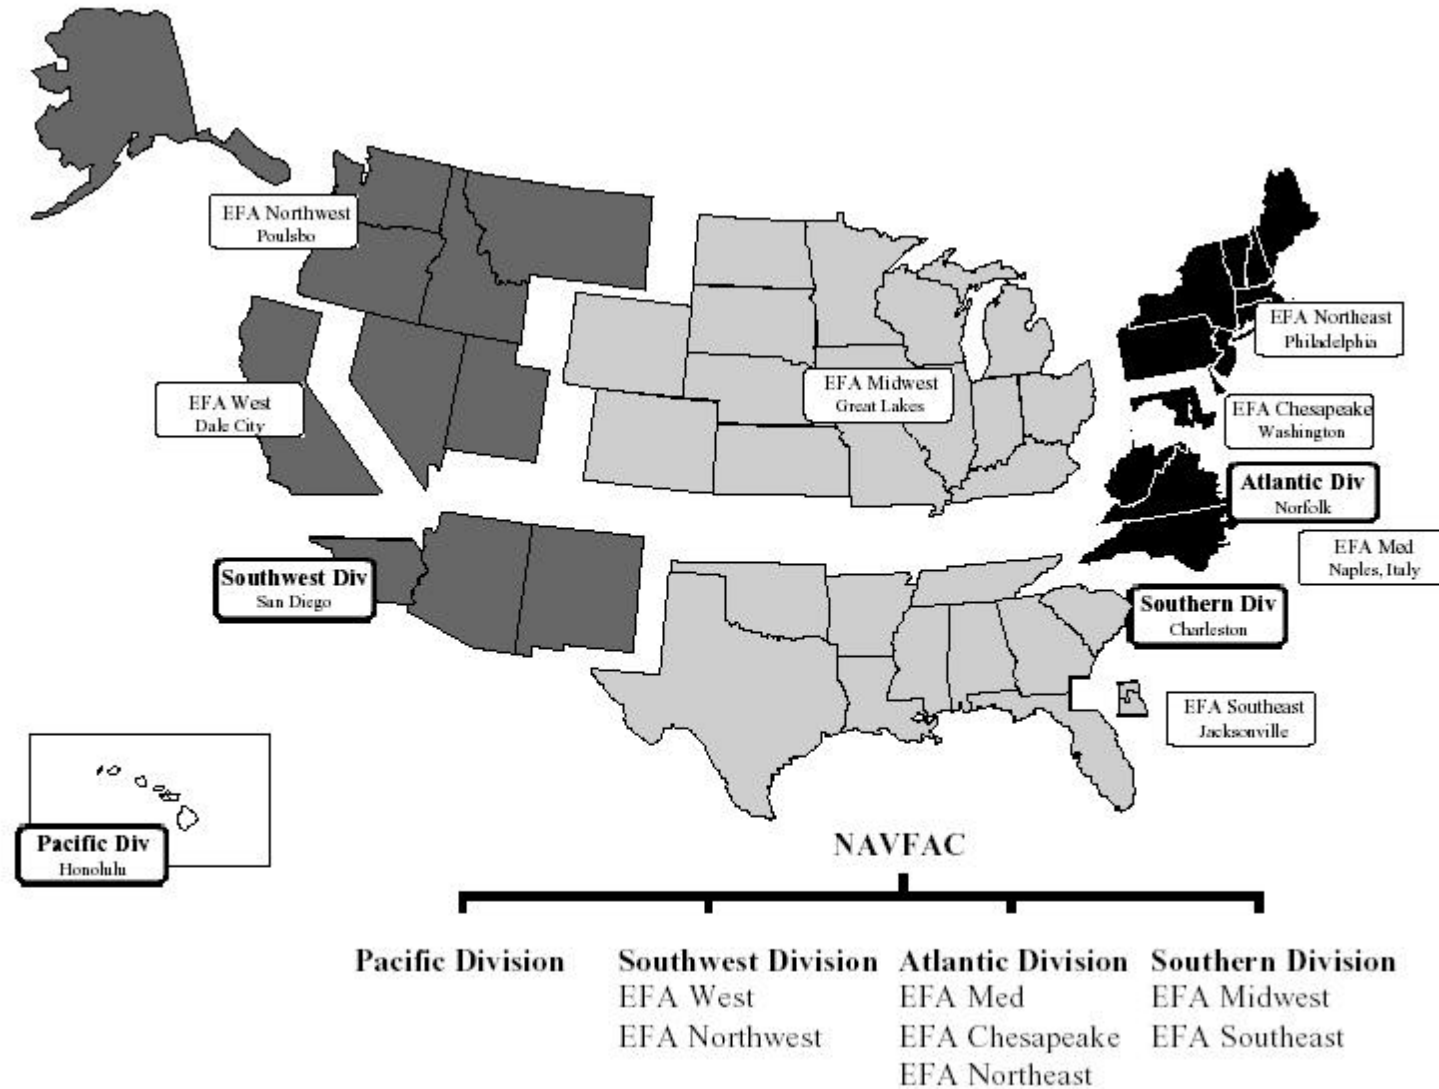 EFA Northwest
Poulsbo
EFA Northeast
Philadelphia
EFA West
Dale City
EFA Midwest
Great Lakes
EFA Chesapeake
Washington
Atlantic Div
Norfolk
EFA Med
Naples, Italy
Southwest Div
San Diego
Southern Div
Charleston
EFA Southeast
Jacksonville
Pacific Div
Honolulu
NAVFAC
Pacific Division
Southwest Division
EFA West
EFA Northwest
Atlantic Division
EFA Med
EFA Chesapeake
EFA Northeast
Southern Division
EFA Midwest
EFA Southeast